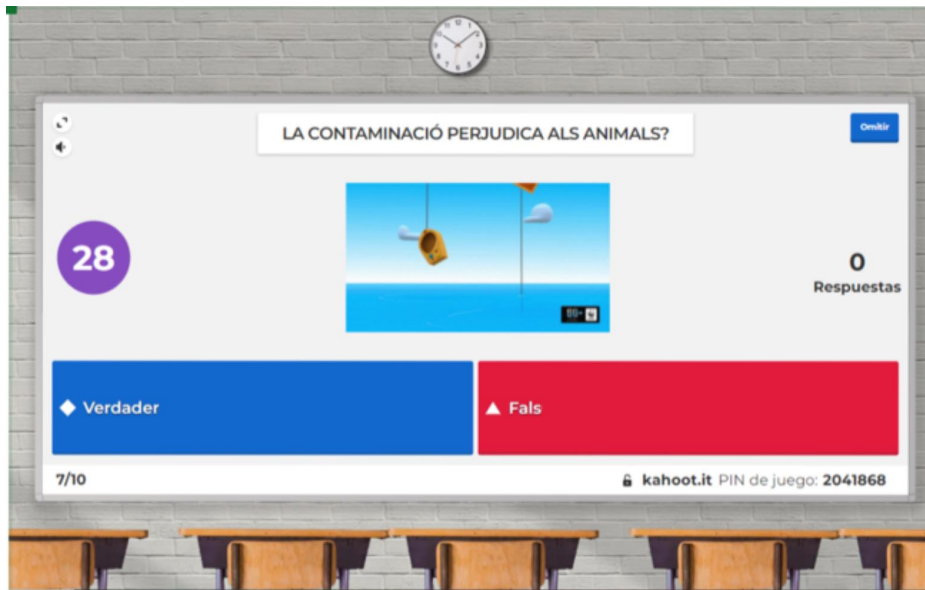 LA CONTAMINACIÓ PERJUDICA ALS ANIMALS?
Omitir
28
0
Respuestas
Verdader
Fals
7/10
kahoot.it PIN de juego: 2041868